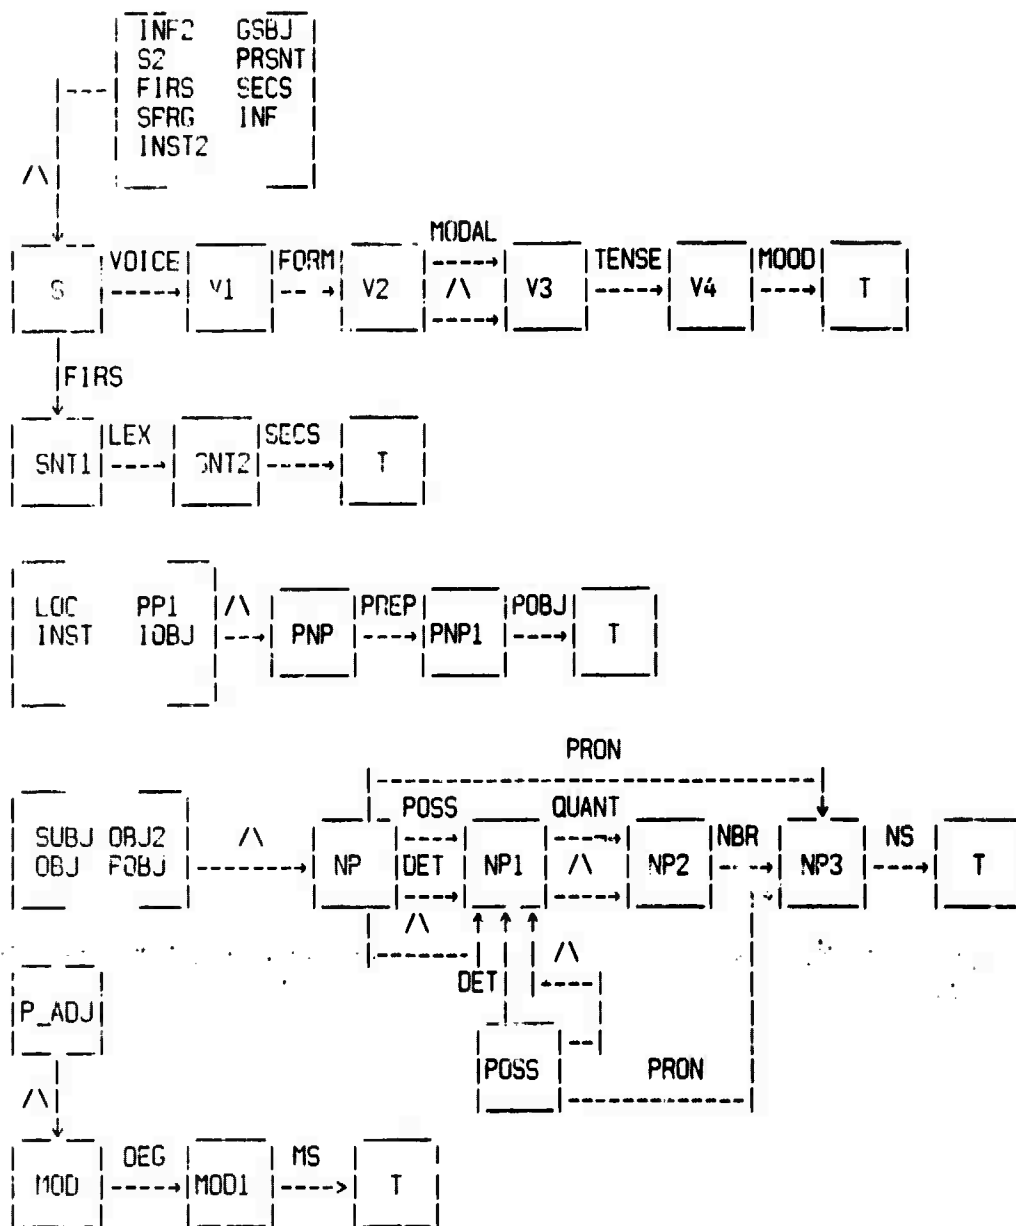 INF2 GSBJ
S2 PRSNT
FIRS SECS
SFRG INF
INST2
/\
MODAL
VOICE FORM TENSE MOOD
S V1 V2 /\ V3 V4 T
FIRS
LEX SECS
SNT1 SNT2 T
LOC PP1 /\ PREP POBJ
INST IOBJ PNP PNP1 T
PRON
POSS QUANT
SUBJ OBJ2 /\ NBR NS
OBJ POBJ NP DET NP1 /\ NP2 NP3 T
/\ /\
DET
P_ADJ
POSS PRON
/\
DEG MS
MOD MOD1 T